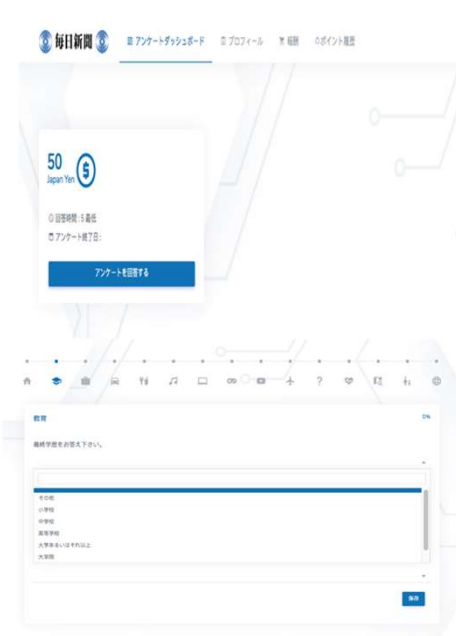 毎日新聞 アンケートダッシュボード プロフィール 報酬 ポイント履歴
50
Japan Yen
回答時間 : 5 最低
アンケート終了日 :
アンケートを回答する
教育 0%
最終学歴をお答え下さい。
その他
小学校
中学校
高等学校
大学あるいはそれ以上
大学院
保存